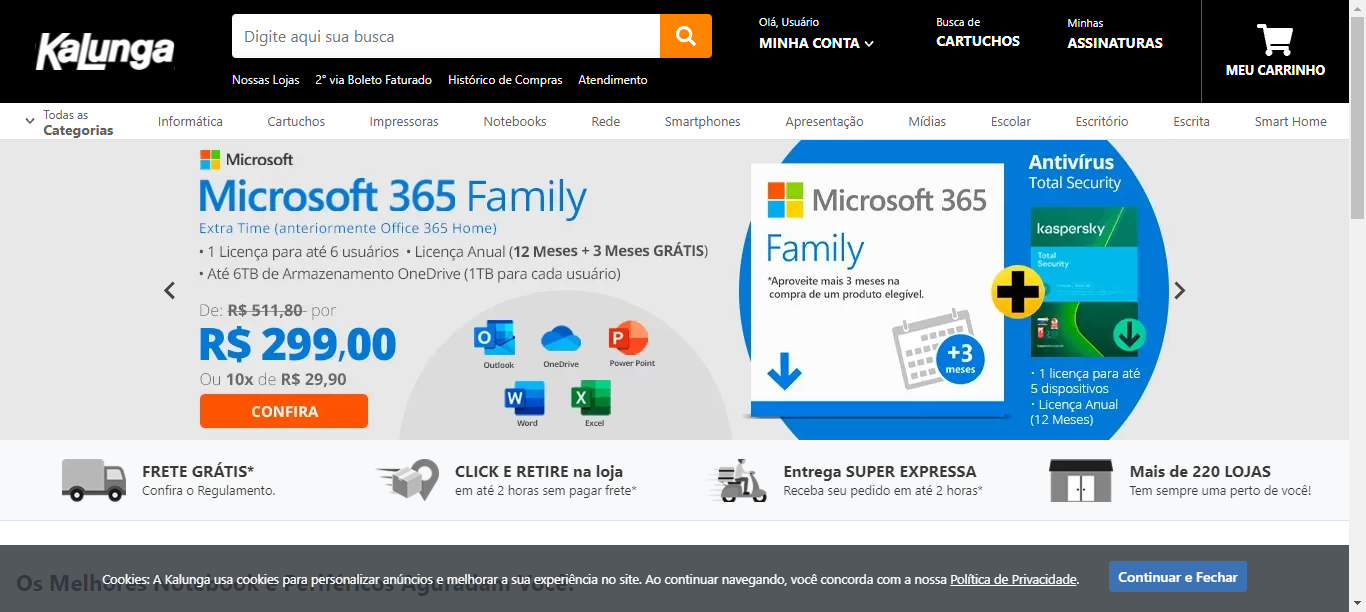 Kalunga
Digite aqui sua busca
Nossas Lojas 2° via Boleto Faturado Histórico de Compras Atendimento
Olá, Usuário
MINHA CONTA
Busca de
CARTUCHOS
Minhas
ASSINATURAS
MEU CARRINHO
Todas as
Categorias
Informática Cartuchos Impressoras Notebooks Rede Smartphones Apresentação Mídias Escolar Escritório Escrita Smart Home
Microsoft
Microsoft 365 Family
Extra Time (anteriormente Office 365 Home)
• 1 Licença para até 6 usuários • Licença Anual (12 Meses + 3 Meses GRÁTIS)
• Até 6TB de Armazenamento OneDrive (1TB para cada usuário)
De: R$ 511,80 por
R$ 299,00
Ou 10x de R$ 29,90
CONFIRA
Outlook
OneDrive
Power Point
Word
Excel
Microsoft 365
Family
*Aproveite mais 3 meses na
compra de um produto elegível.
+3
meses
Antivírus
Total Security
kaspersky
Total
Security
· 1 licença para até
5 dispositivos
· Licença Anual
(12 Meses)
FRETE GRÁTIS*
Confira o Regulamento.
CLICK E RETIRE na loja
em até 2 horas sem pagar frete*
Entrega SUPER EXPRESSA
Receba seu pedido em até 2 horas*
Mais de 220 LOJAS
Tem sempre uma perto de você!
Os Melhores Notebook e Periféricos Aguardam Você!
Cookies: A Kalunga usa cookies para personalizar anúncios e melhorar a sua experiência no site. Ao continuar navegando, você concorda com a nossa Política de Privacidade.
Continuar e Fechar